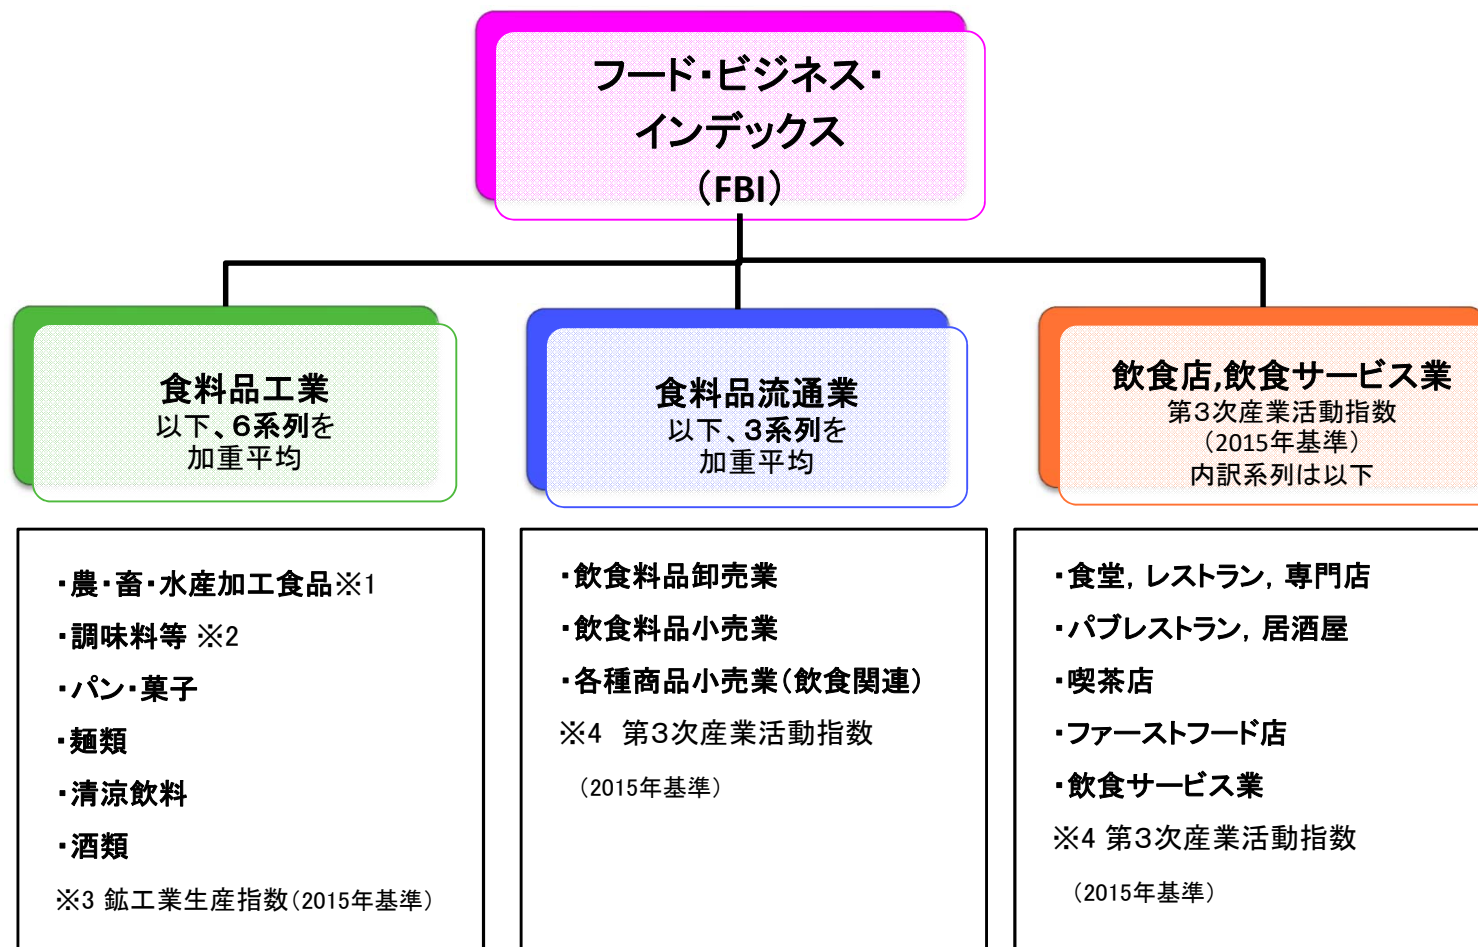 フード・ビジネス・
インデックス
（FBI）
食料品工業
以下、6系列を
加重平均
食料品流通業
以下、3系列を
加重平均
飲食店,飲食サービス業
第3次産業活動指数
（2015年基準）
内訳系列は以下
・農・畜・水産加工食品※1
・調味料等 ※2
・パン・菓子
・麺類
・清涼飲料
・酒類
※3 鉱工業生産指数（2015年基準）
・飲食料品卸売業
・飲食料品小売業
・各種商品小売業（飲食関連）
※4 第3次産業活動指数
（2015年基準）
・食堂, レストラン, 専門店
・パブレストラン, 居酒屋
・喫茶店
・ファーストフード店
・飲食サービス業
※4 第3次産業活動指数
（2015年基準）